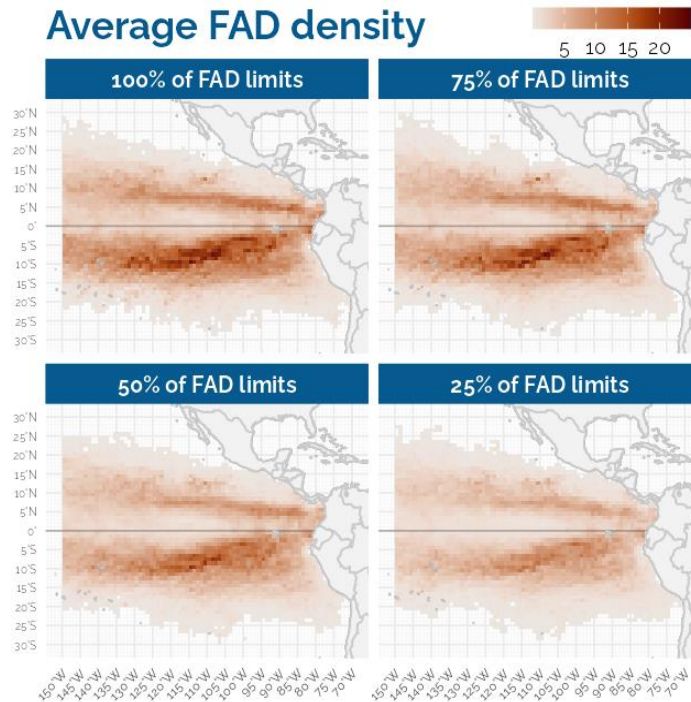 Average FAD density
5 10 15 20
100% of FAD limits
75% of FAD limits
30°N
25°N
20°N
15°N
10°N
5°N
0°
5°S
10°S
15°S
20°S
25°S
30°S
50% of FAD limits
25% of FAD limits
30°N
25°N
20°N
15°N
10°N
5°N
0°
5°S
10°S
15°S
20°S
25°S
30°S
150°W 145°W 140°W 135°W 130°W 125°W 120°W 115°W 110°W 105°W 100°W 95°W 90°W 85°W 80°W 75°W 70°W 150°W 145°W 140°W 135°W 130°W 125°W 120°W 115°W 110°W 105°W 100°W 95°W 90°W 85°W 80°W 75°W 70°W